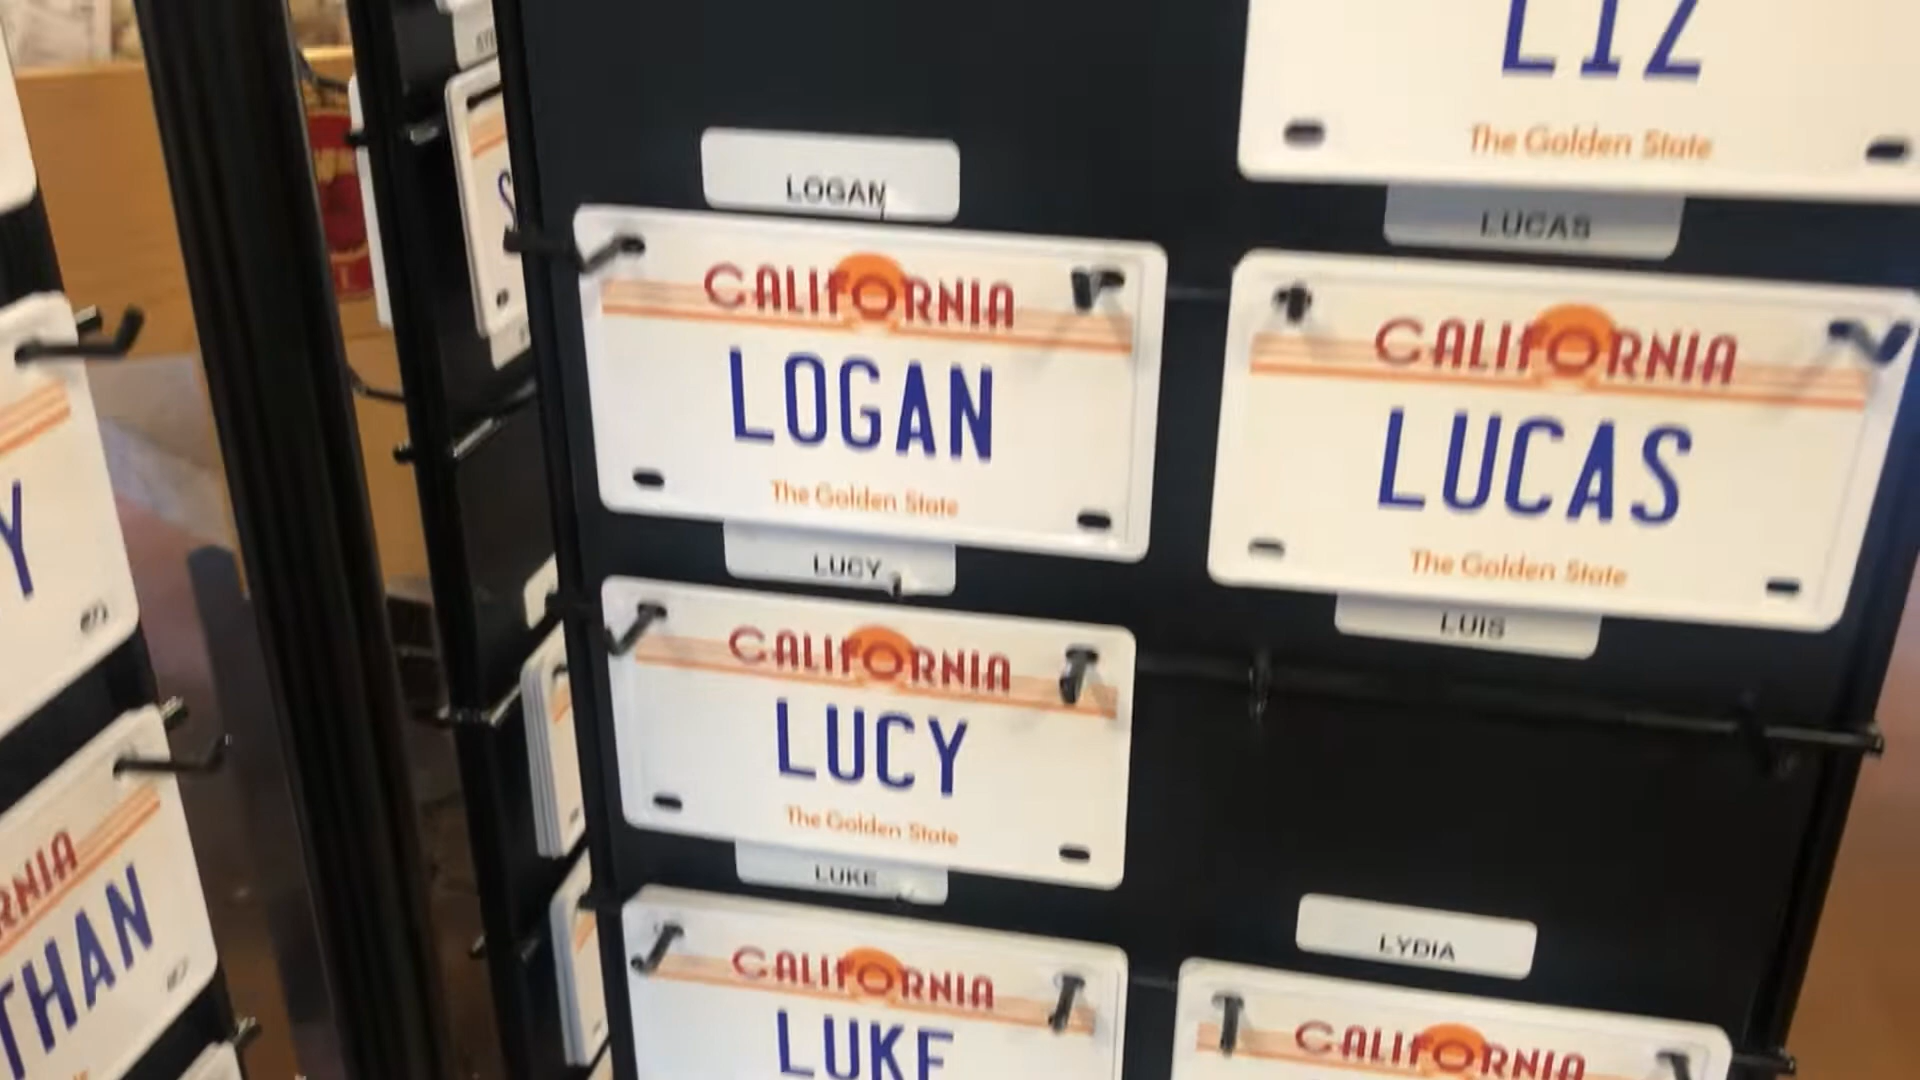 LIZ
The Golden State
LOGAN
CALIFORNIA
LOGAN
The Golden State
LUCAS
CALIFORNIA
LUCAS
The Golden State
LUCY
CALIFORNIA
LUCY
The Golden State
LUIS
LUKE
CALIFORNIA
LUKE
LYDIA
CALIFORNIA
Y
RNIA
THAN